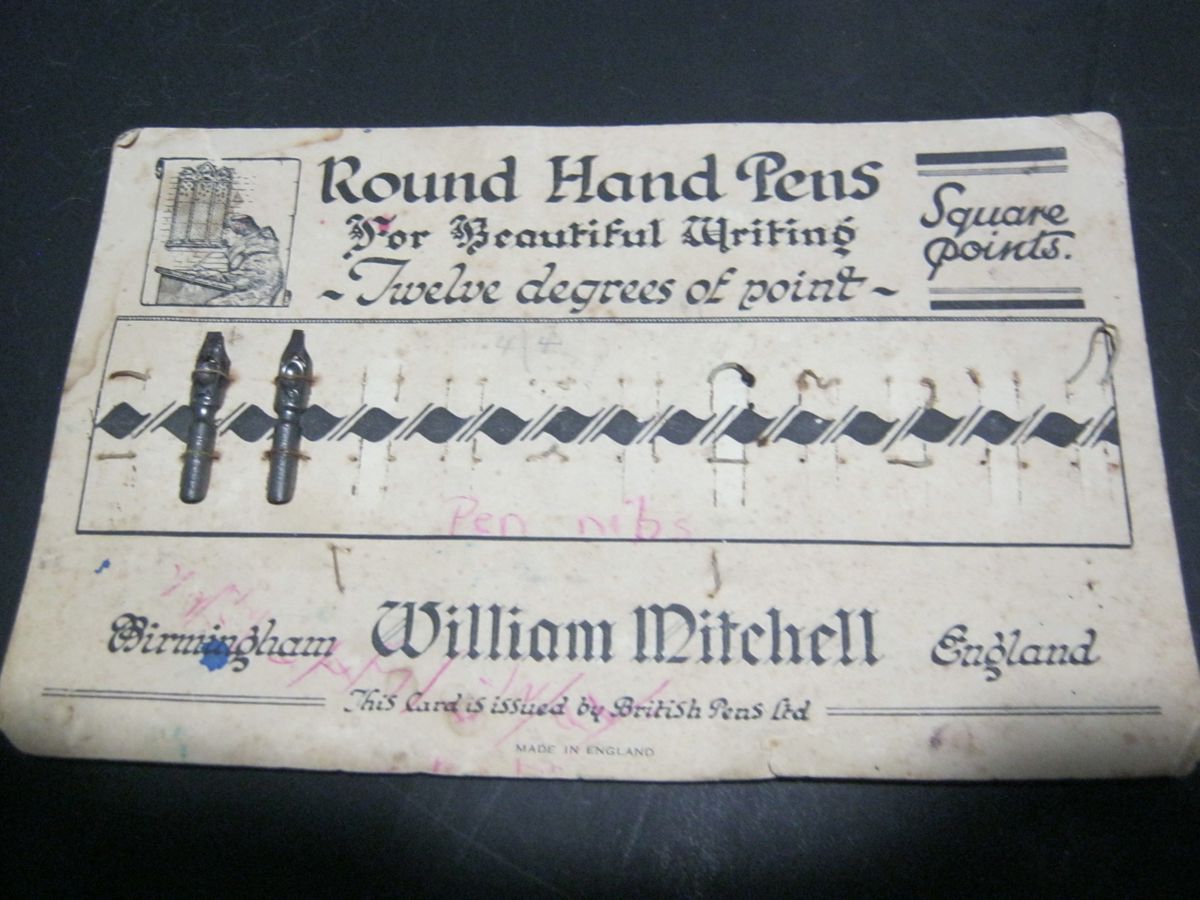 Round Hand Pens
For Beautiful Writing
~ Twelve degrees of point ~
Square
points.
Pen nibs
Birmingham William Mitchell England
This Card is issued by British Pens Ltd
MADE IN ENGLAND